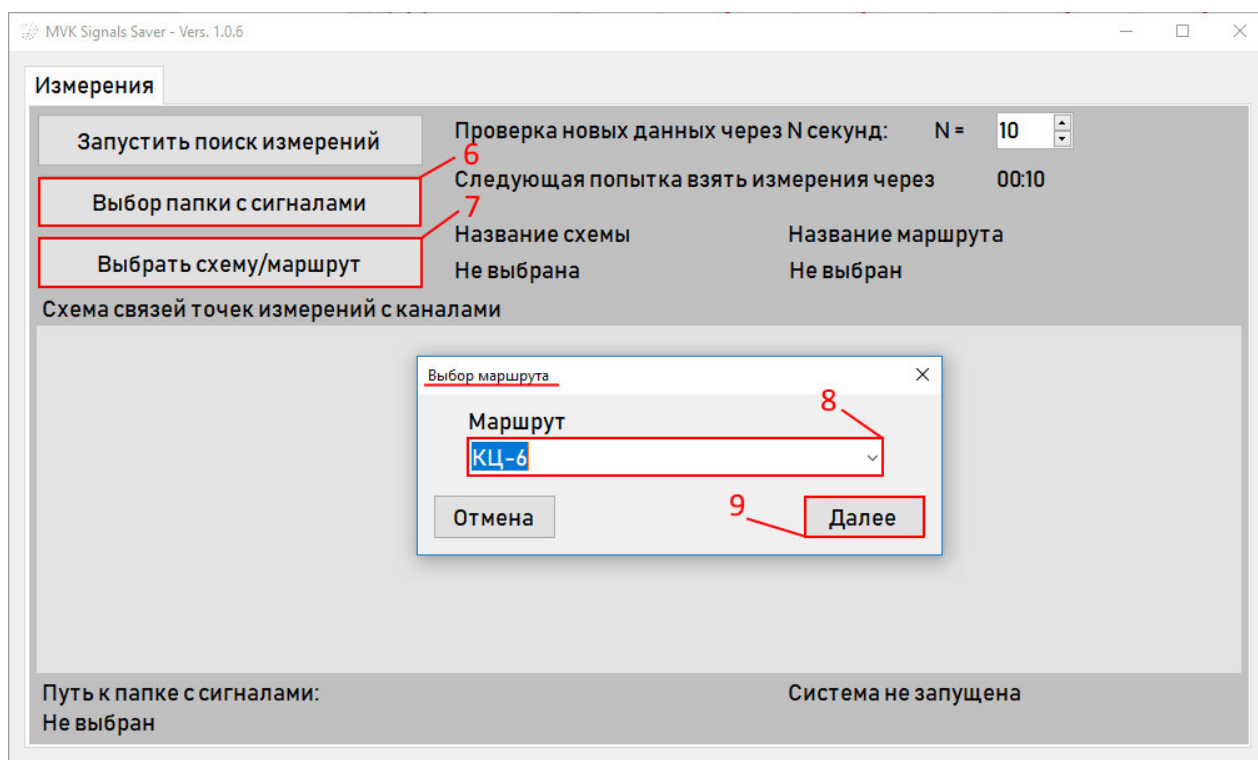 MVK Signals Saver - Vers. 1.0.6
Измерения
Запустить поиск измерений
Проверка новых данных через N секунд: N = 10
6
Следующая попытка взять измерения через 00:10
Выбор папки с сигналами
7
Название схемы Название маршрута
Выбрать схему/маршрут
Не выбрана Не выбран
Схема связей точек измерений с каналами
Выбор маршрута
8
Маршрут
КЦ-6
9
Отмена Далее
Путь к папке с сигналами: Система не запущена
Не выбран